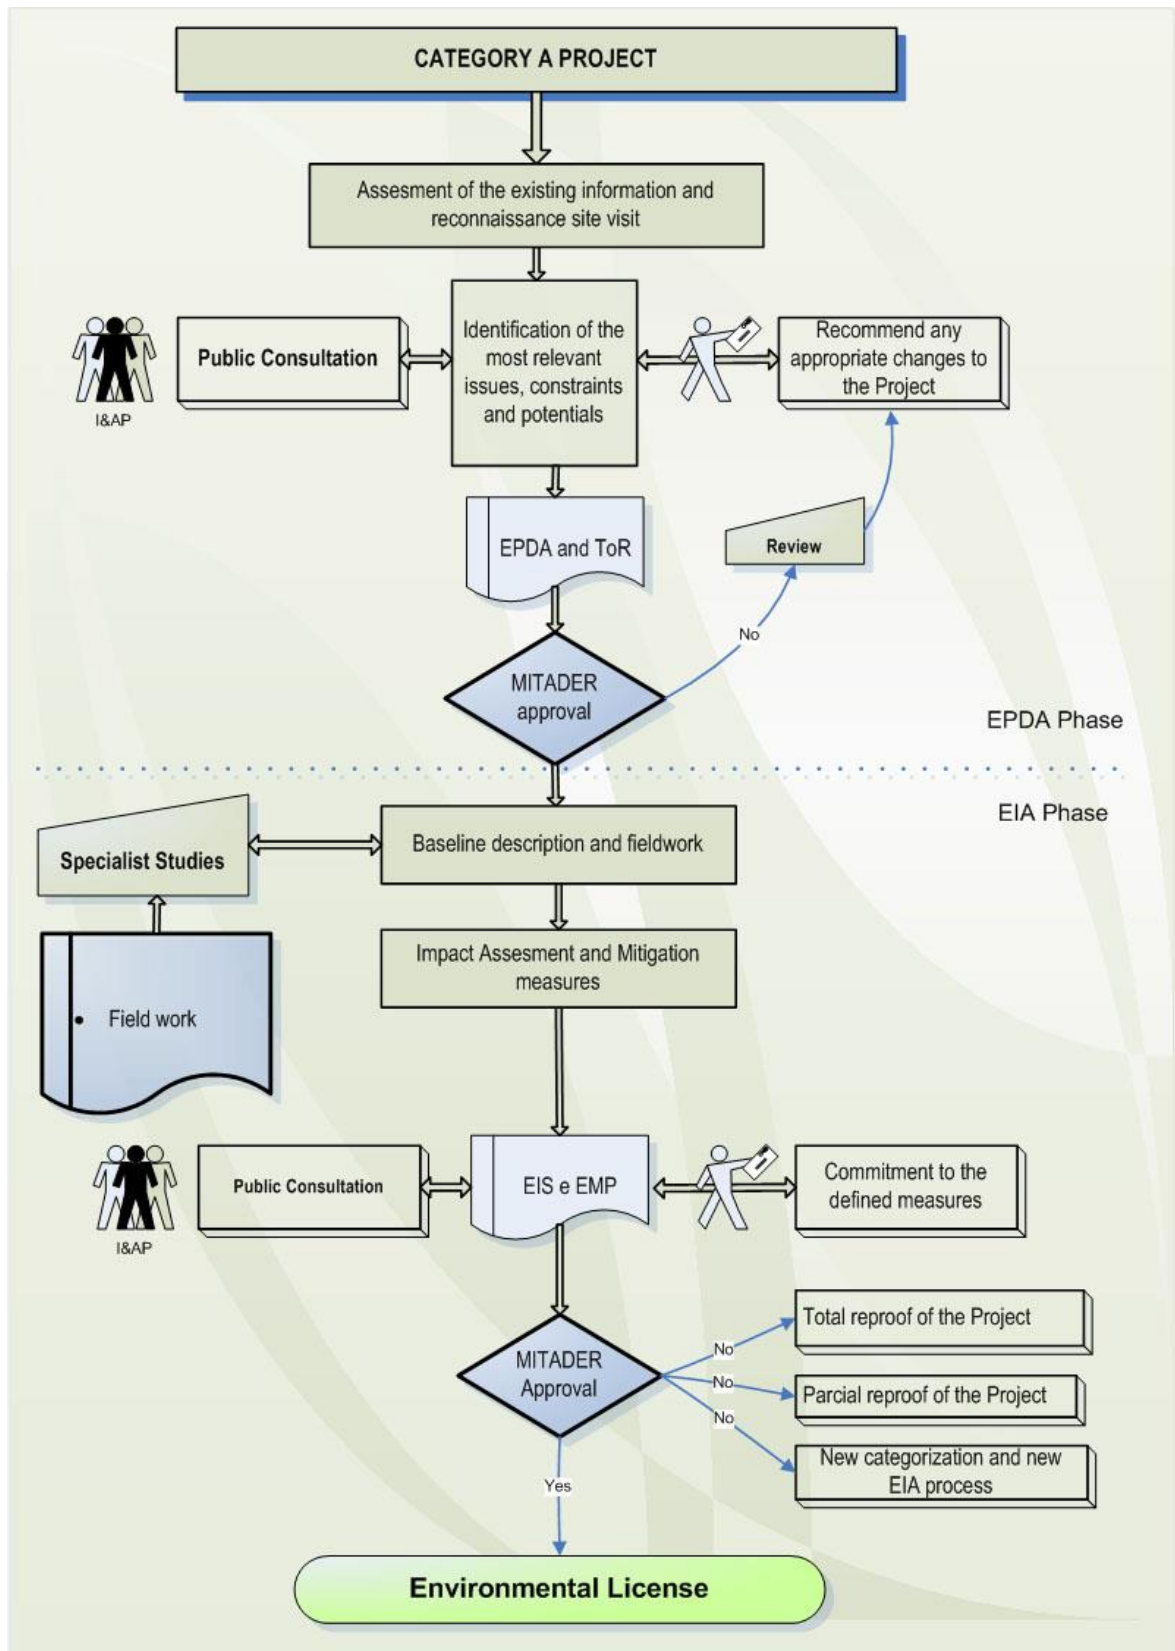 CATEGORY A PROJECT
Assesment of the existing information and
reconnaissance site visit
I&AP
Public Consultation
Identification of the
most relevant
issues, constraints
and potentials
Recommend any
appropriate changes to
the Project
EPDA and ToR
Review
No
MITADER
approval
EPDA Phase
EIA Phase
Specialist Studies
Baseline description and fieldwork
Impact Assesment and Mitigation
measures
• Field work
I&AP
Public Consultation
EIS e EMP
Commitment to the
defined measures
MITADER
Approval
No
Total reproof of the Project
No
Parcial reproof of the Project
No
New categorization and new
EIA process
Yes
Environmental License